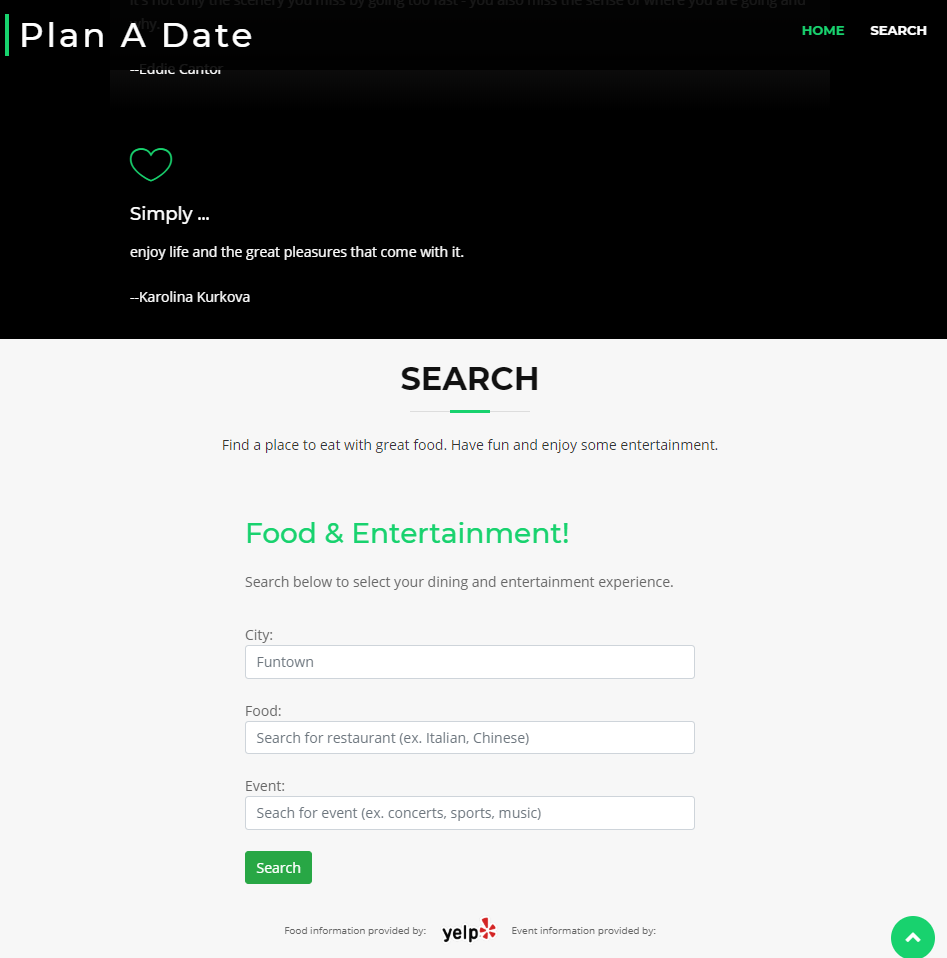 it's not only the scenery you miss by going too fast - you also miss the sense of where you are going and
why.
Plan A Date
HOME
SEARCH
--Eddie Cantor
Simply ...
enjoy life and the great pleasures that come with it.
--Karolina Kurkova
SEARCH
Find a place to eat with great food. Have fun and enjoy some entertainment.
Food & Entertainment!
Search below to select your dining and entertainment experience.
City:
Funtown
Food:
Search for restaurant (ex. Italian, Chinese)
Event:
Seach for event (ex. concerts, sports, music)
Search
Food information provided by:
yelp
Event information provided by: